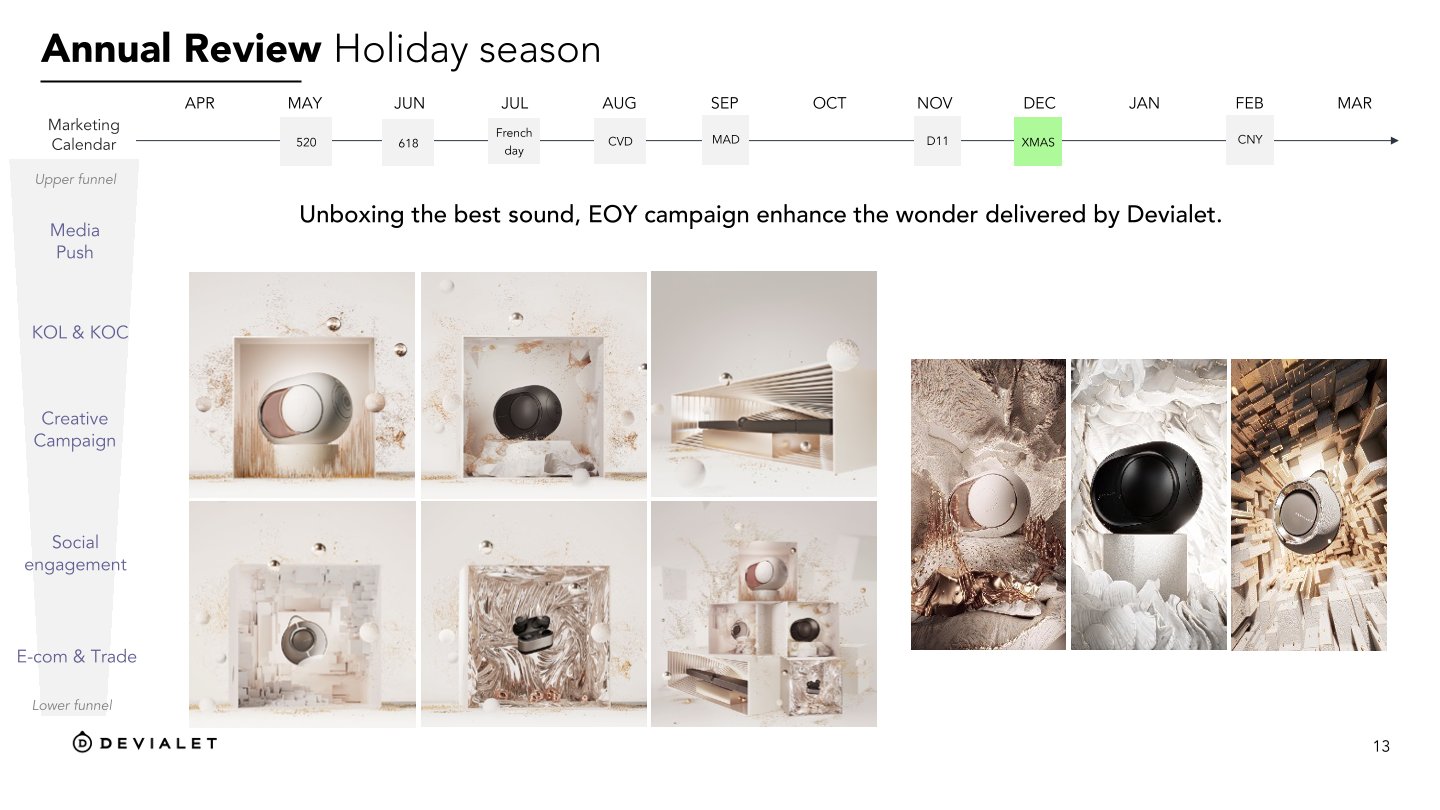 Annual Review Holiday season
APR MAY JUN JUL AUG SEP OCT NOV DEC JAN FEB MAR
Marketing
Calendar
520
618
French
day
CVD
MAD
D11
XMAS
CNY
Upper funnel
Media
Push
KOL & KOC
Creative
Campaign
Social
engagement
E-com & Trade
Lower funnel
Unboxing the best sound, EOY campaign enhance the wonder delivered by Devialet.
DEVIALET
13